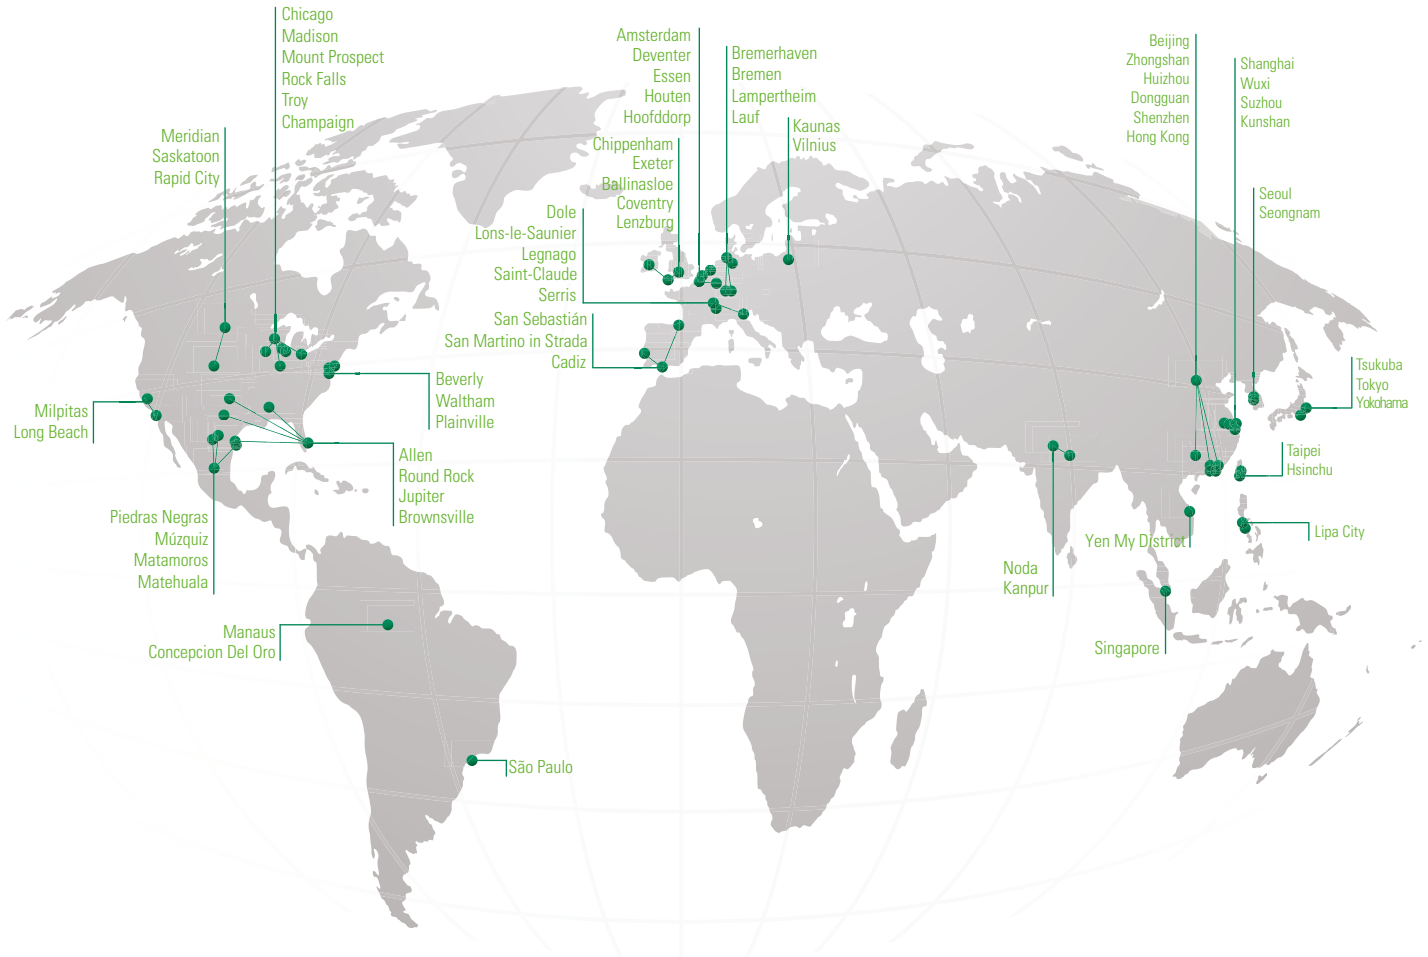 Chicago
Madison
Mount Prospect
Rock Falls
Troy
Champaign
Meridian
Saskatoon
Rapid City
Amsterdam
Deventer
Essen
Houten
Hoofddorp
Bremerhaven
Bremen
Lampertheim
Lauf
Kaunas
Vilnius
Chippenham
Exeter
Ballinasloe
Coventry
Lenzburg
Dole
Lons-le-Saunier
Legnago
Saint-Claude
Serris
San Sebastián
San Martino in Strada
Cadiz
Beijing
Zhongshan
Huizhou
Dongguan
Shenzhen
Hong Kong
Shanghai
Wuxi
Suzhou
Kunshan
Seoul
Seongnam
Tsukuba
Tokyo
Yokohama
Taipei
Hsinchu
Lipa City
Yen My District
Noda
Kanpur
Singapore
Milpitas
Long Beach
Beverly
Waltham
Plainville
Allen
Round Rock
Jupiter
Brownsville
Piedras Negras
Múzquiz
Matamoros
Matehuala
Manaus
Concepcion Del Oro
São Paulo